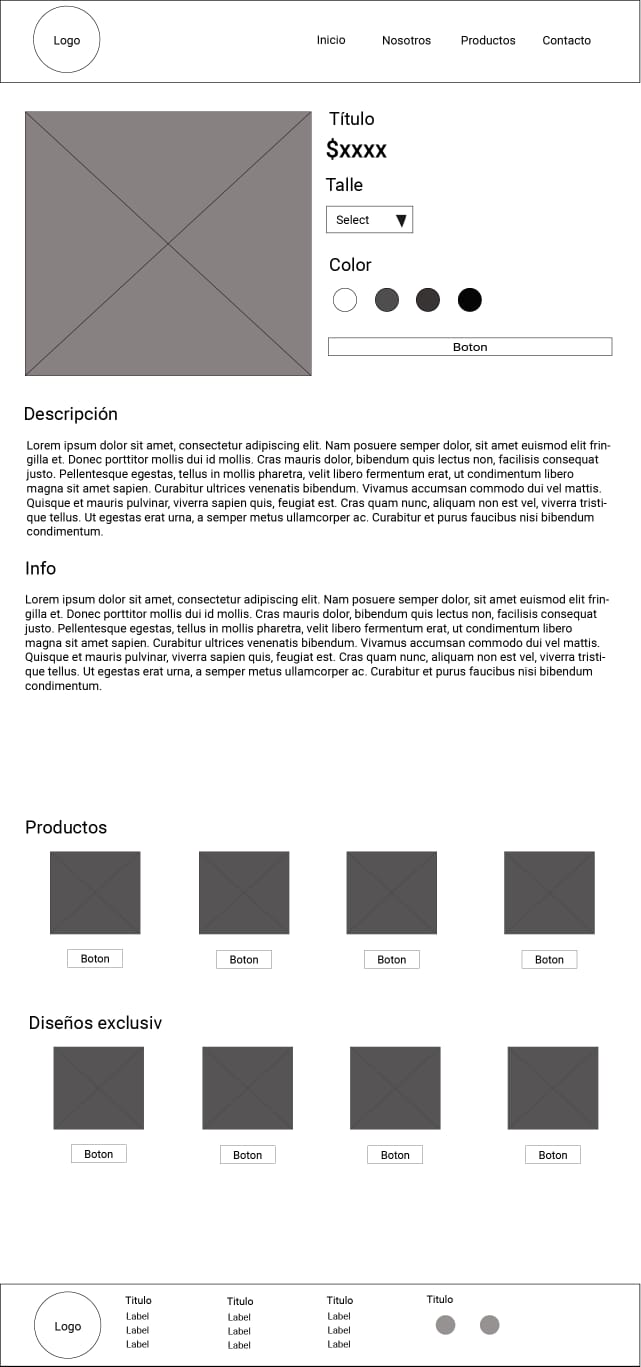 Logo
Inicio
Nosotros
Productos
Contacto
Título
$xxxx
Talle
Select
Color
Boton
Descripción
Lorem ipsum dolor sit amet, consectetur adipiscing elit. Nam posuere semper dolor, sit amet euismod elit frin-
gilla et. Donec porttitor mollis dui id mollis. Cras mauris dolor, bibendum quis lectus non, facilisis consequat
justo. Pellentesque egestas, tellus in mollis pharetra, velit libero fermentum erat, ut condimentum libero
magna sit amet sapien. Curabitur ultrices venenatis bibendum. Vivamus accumsan commodo dui vel mattis.
Quisque et mauris pulvinar, viverra sapien quis, feugiat est. Cras quam nunc, aliquam non est vel, viverra tristi-
que tellus. Ut egestas erat urna, a semper metus ullamcorper ac. Curabitur et purus faucibus nisi bibendum
condimentum.
Info
Lorem ipsum dolor sit amet, consectetur adipiscing elit. Nam posuere semper dolor, sit amet euismod elit frin-
gilla et. Donec porttitor mollis dui id mollis. Cras mauris dolor, bibendum quis lectus non, facilisis consequat
justo. Pellentesque egestas, tellus in mollis pharetra, velit libero fermentum erat, ut condimentum libero
magna sit amet sapien. Curabitur ultrices venenatis bibendum. Vivamus accumsan commodo dui vel mattis.
Quisque et mauris pulvinar, viverra sapien quis, feugiat est. Cras quam nunc, aliquam non est vel, viverra tristi-
que tellus. Ut egestas erat urna, a semper metus ullamcorper ac. Curabitur et purus faucibus nisi bibendum
condimentum.
Productos
Boton
Boton
Boton
Boton
Diseños exclusiv
Boton
Boton
Boton
Boton
Logo
Titulo
Label
Label
Label
Titulo
Label
Label
Label
Titulo
Label
Label
Label
Titulo